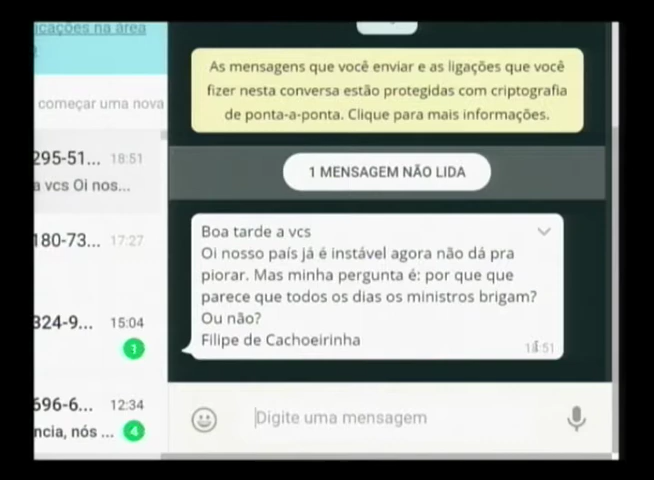 icações na área
começar uma nova
295-51... 18:51
a vcs Oi nos...
180-73... 17:27
324-9... 15:04
3
696-6... 12:34
ncia, nós ... 4
As mensagens que você enviar e as ligações que você
fizer nesta conversa estão protegidas com criptografia
de ponta-a-ponta. Clique para mais informações.
1 MENSAGEM NÃO LIDA
Boa tarde a vcs
Oi nosso país já é instável agora não dá pra
piorar. Mas minha pergunta é: por que que
parece que todos os dias os ministros brigam?
Ou não?
Filipe de Cachoeirinha
18:51
Digite uma mensagem